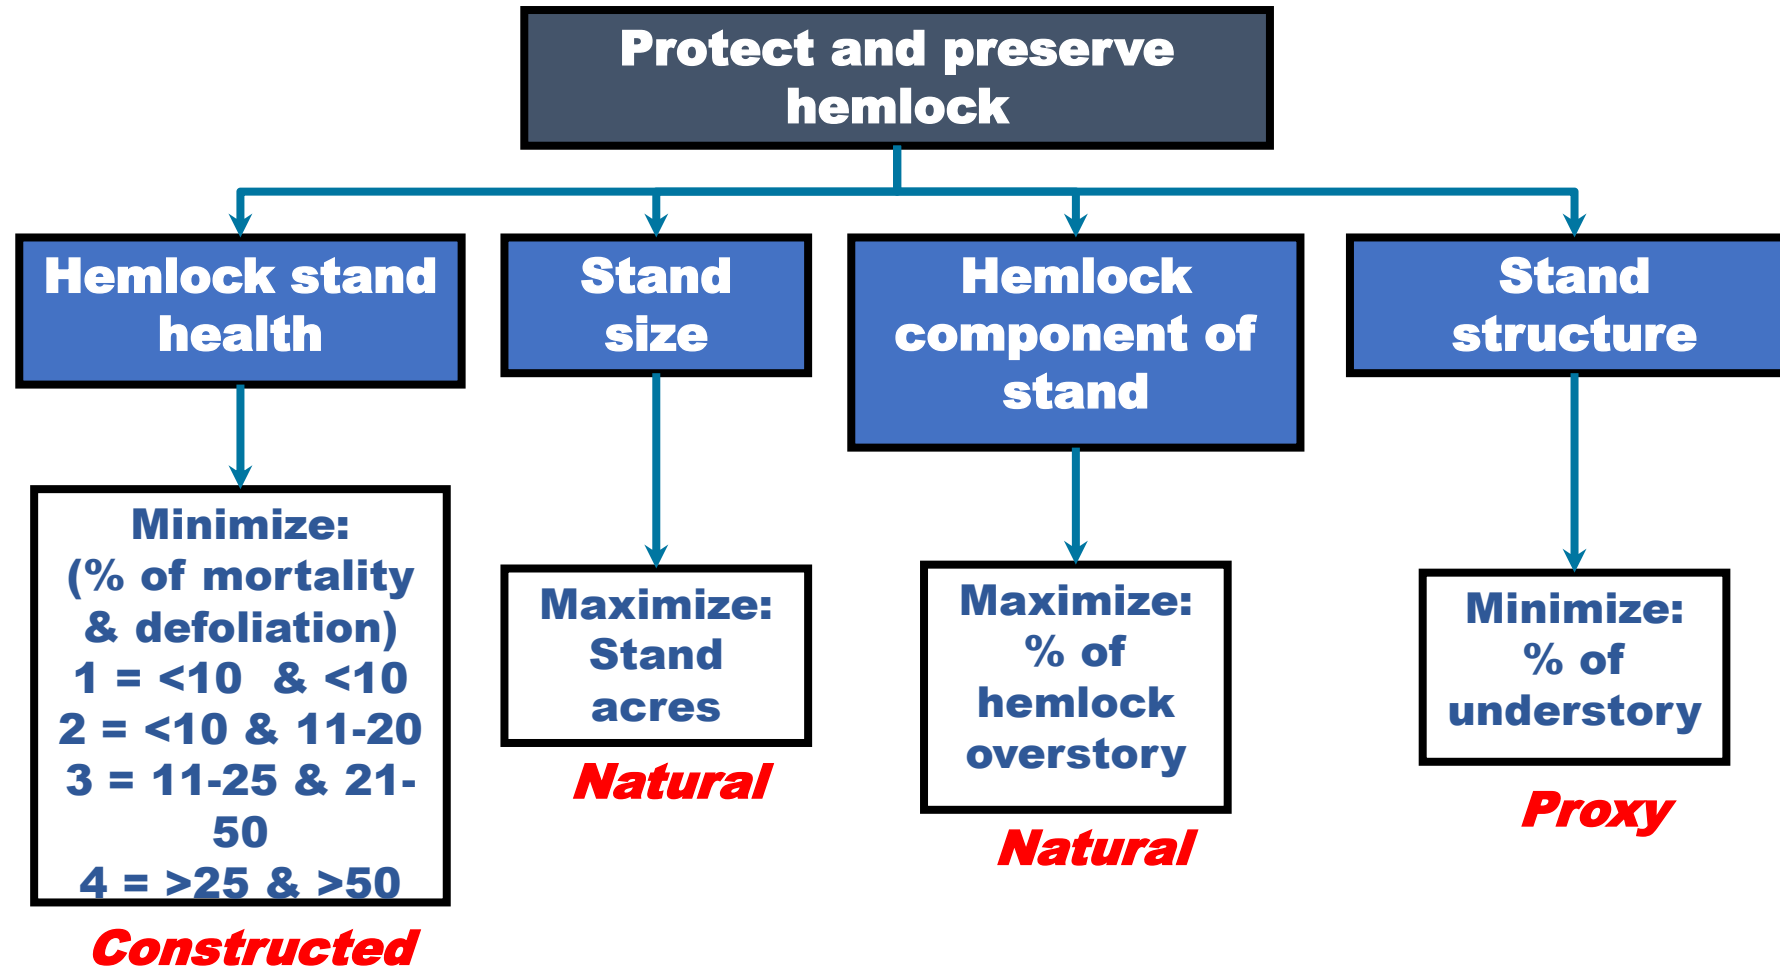 Protect and preserve
hemlock
Hemlock stand
health
Stand
size
Hemlock
component of
stand
Stand
structure
Minimize:
(% of mortality
& defoliation)
1 = <10  & <10
2 = <10 & 11-20
3 = 11-25 & 21-
50
4 = >25 & >50
Constructed
Maximize:
Stand
acres
Natural
Maximize:
% of
hemlock
overstory
Natural
Minimize:
% of
understory
Proxy